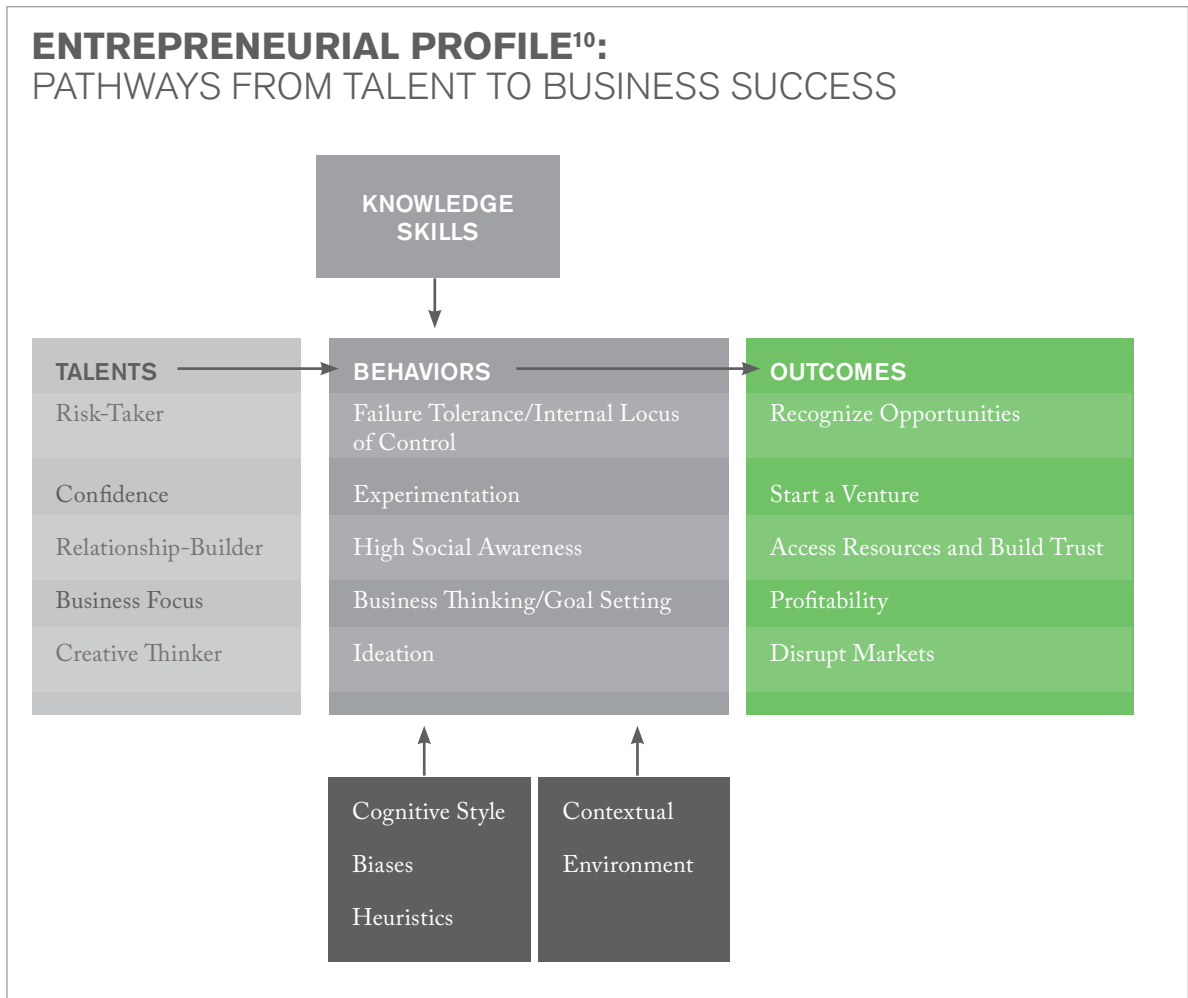 ENTREPRENEURIAL PROFILE¹⁰:
PATHWAYS FROM TALENT TO BUSINESS SUCCESS
KNOWLEDGE
SKILLS
TALENTS
Risk-Taker
Confidence
Relationship-Builder
Business Focus
Creative Thinker
BEHAVIORS
Failure Tolerance/Internal Locus
of Control
Experimentation
High Social Awareness
Business Thinking/Goal Setting
Ideation
OUTCOMES
Recognize Opportunities
Start a Venture
Access Resources and Build Trust
Profitability
Disrupt Markets
Cognitive Style
Biases
Heuristics
Contextual
Environment